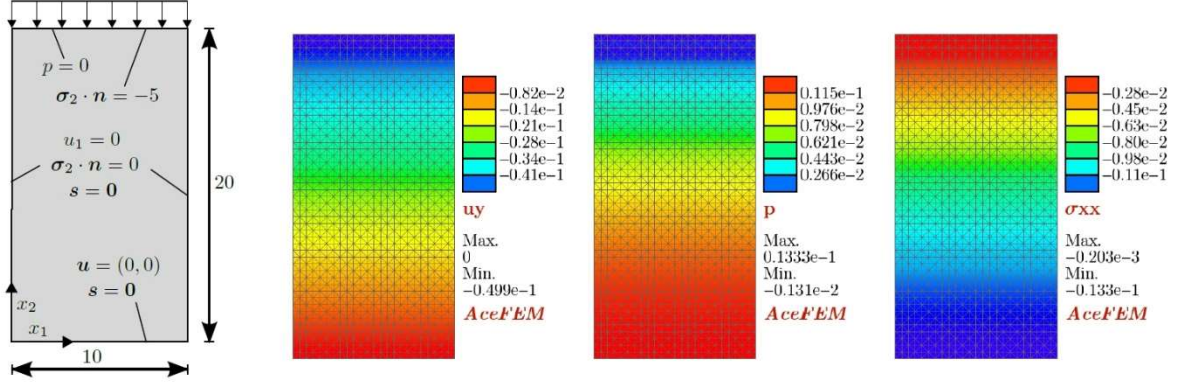 p = 0
σ₂ · n = −5
u₁ = 0
σ₂ · n = 0
s = 0
20
u = (0, 0)
s = 0
x₂
x₁
10
−0.82e−2
−0.14e−1
−0.21e−1
−0.28e−1
−0.34e−1
−0.41e−1
uy
Max.
0
Min.
−0.499e−1
AceFEM
0.115e−1
0.976e−2
0.798e−2
0.621e−2
0.443e−2
0.266e−2
p
Max.
0.1333e−1
Min.
−0.131e−2
AceFEM
−0.28e−2
−0.45e−2
−0.63e−2
−0.80e−2
−0.98e−2
−0.11e−1
σxx
Max.
−0.203e−3
Min.
−0.133e−1
AceFEM